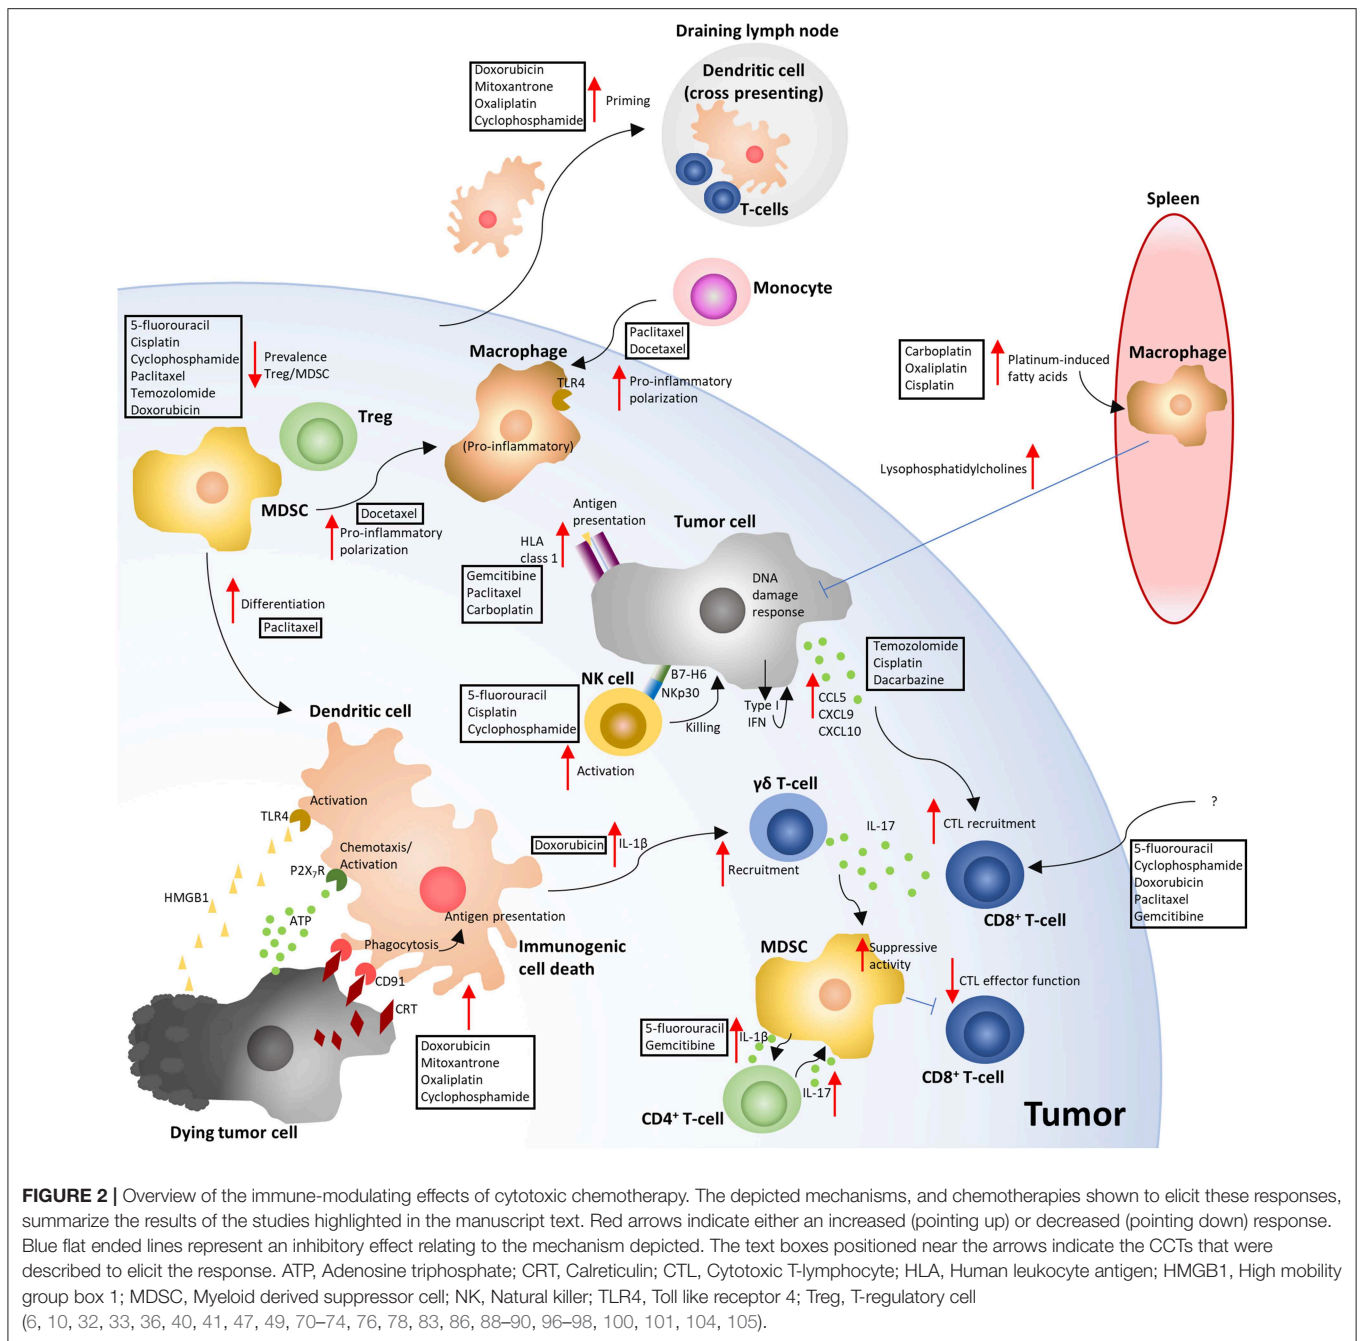 Draining lymph node
Dendritic cell
(cross presenting)
T-cells
Doxorubicin
Mitoxantrone
Oxaliplatin
Cyclophosphamide
Priming
Monocyte
Spleen
Macrophage
5-fluorouracil
Cisplatin
Cyclophosphamide
Paclitaxel
Temozolomide
Doxorubicin
Prevalence
Treg/MDSC
Treg
MDSC
Macrophage
TLR4
(Pro-inflammatory)
Paclitaxel
Docetaxel
Pro-inflammatory
polarization
Carboplatin
Oxaliplatin
Cisplatin
Platinum-induced
fatty acids
Lysophosphatidylcholines
Docetaxel
Pro-inflammatory
polarization
Differentiation
Paclitaxel
Antigen
presentation
HLA
class 1
Gemcitibine
Paclitaxel
Carboplatin
Tumor cell
DNA
damage
response
B7-H6
NKp30
NK cell
5-fluorouracil
Cisplatin
Cyclophosphamide
Activation
Killing
Type I
IFN
CCL5
CXCL9
CXCL10
Temozolomide
Cisplatin
Dacarbazine
Dendritic cell
Activation
TLR4
Chemotaxis/
Activation
P2X₇R
HMGB1
ATP
Antigen presentation
Phagocytosis
CD91
CRT
Immunogenic
cell death
Doxorubicin
Mitoxantrone
Oxaliplatin
Cyclophosphamide
Dying tumor cell
Doxorubicin
IL-1β
Recruitment
γδ T-cell
IL-17
CTL recruitment
CD8⁺ T-cell
?
5-fluorouracil
Cyclophosphamide
Doxorubicin
Paclitaxel
Gemcitibine
MDSC
Suppressive
activity
CTL effector function
CD8⁺ T-cell
5-fluorouracil
Gemcitibine
IL-1β
IL-17
CD4⁺ T-cell
Tumor
FIGURE 2 | Overview of the immune-modulating effects of cytotoxic chemotherapy. The depicted mechanisms, and chemotherapies shown to elicit these responses,
summarize the results of the studies highlighted in the manuscript text. Red arrows indicate either an increased (pointing up) or decreased (pointing down) response.
Blue flat ended lines represent an inhibitory effect relating to the mechanism depicted. The text boxes positioned near the arrows indicate the CCTs that were
described to elicit the response. ATP, Adenosine triphosphate; CRT, Calreticulin; CTL, Cytotoxic T-lymphocyte; HLA, Human leukocyte antigen; HMGB1, High mobility
group box 1; MDSC, Myeloid derived suppressor cell; NK, Natural killer; TLR4, Toll like receptor 4; Treg, T-regulatory cell
(6, 10, 32, 33, 36, 40, 41, 47, 49, 70–74, 76, 78, 83, 86, 88–90, 96–98, 100, 101, 104, 105).